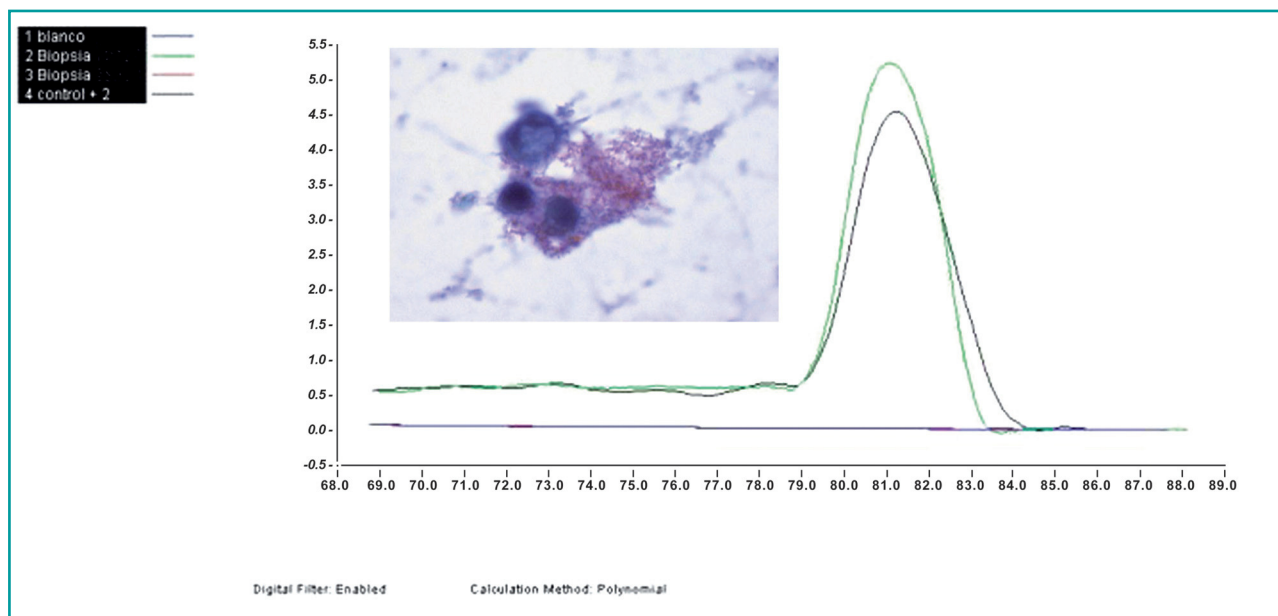 1 blanco
2 Biopsia
3 Biopsia
4 control + 2
5.5
5.0
4.5
4.0
3.5
3.0
2.5
2.0
1.5
1.0
0.5
0.0
-0.5
68.0 69.0 70.0 71.0 72.0 73.0 74.0 75.0 76.0 77.0 78.0 79.0 80.0 81.0 82.0 83.0 84.0 85.0 86.0 87.0 88.0 89.0
Digital Filter: Enabled Calculation Method: Polynomial